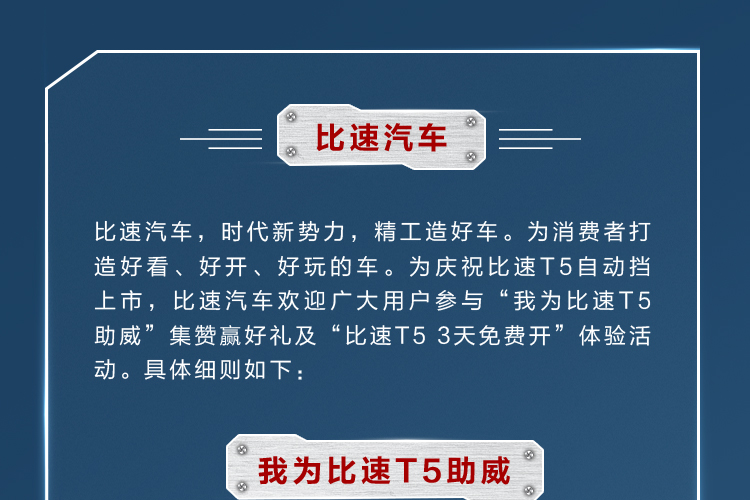 比速汽车
比速汽车，时代新势力，精工造好车。为消费者打
造好看、好开、好玩的车。为庆祝比速T5自动挡
上市，比速汽车欢迎广大用户参与“我为比速T5
助威”集赞赢好礼及“比速T5 3天免费开”体验活
动。具体细则如下：
我为比速T5助威